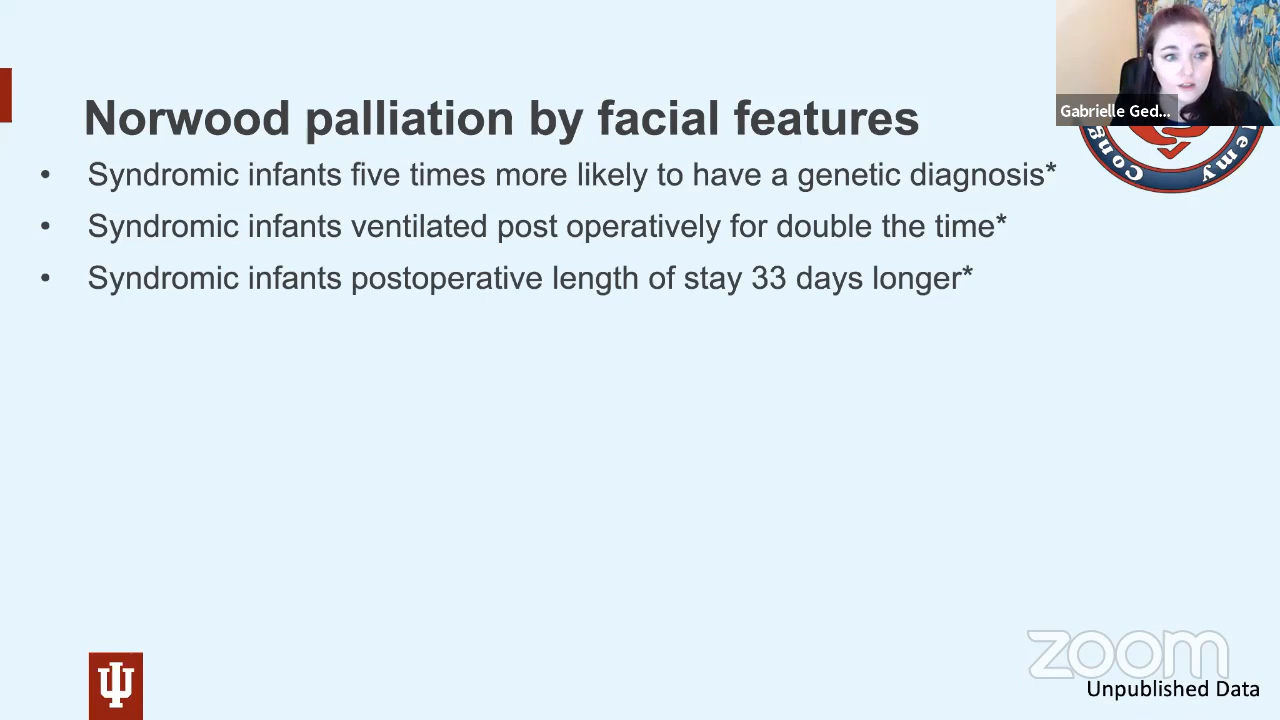 Norwood palliation by facial features
• Syndromic infants five times more likely to have a genetic diagnosis*
• Syndromic infants ventilated post operatively for double the time*
• Syndromic infants postoperative length of stay 33 days longer*
Gabrielle Ged...
zoom
Unpublished Data